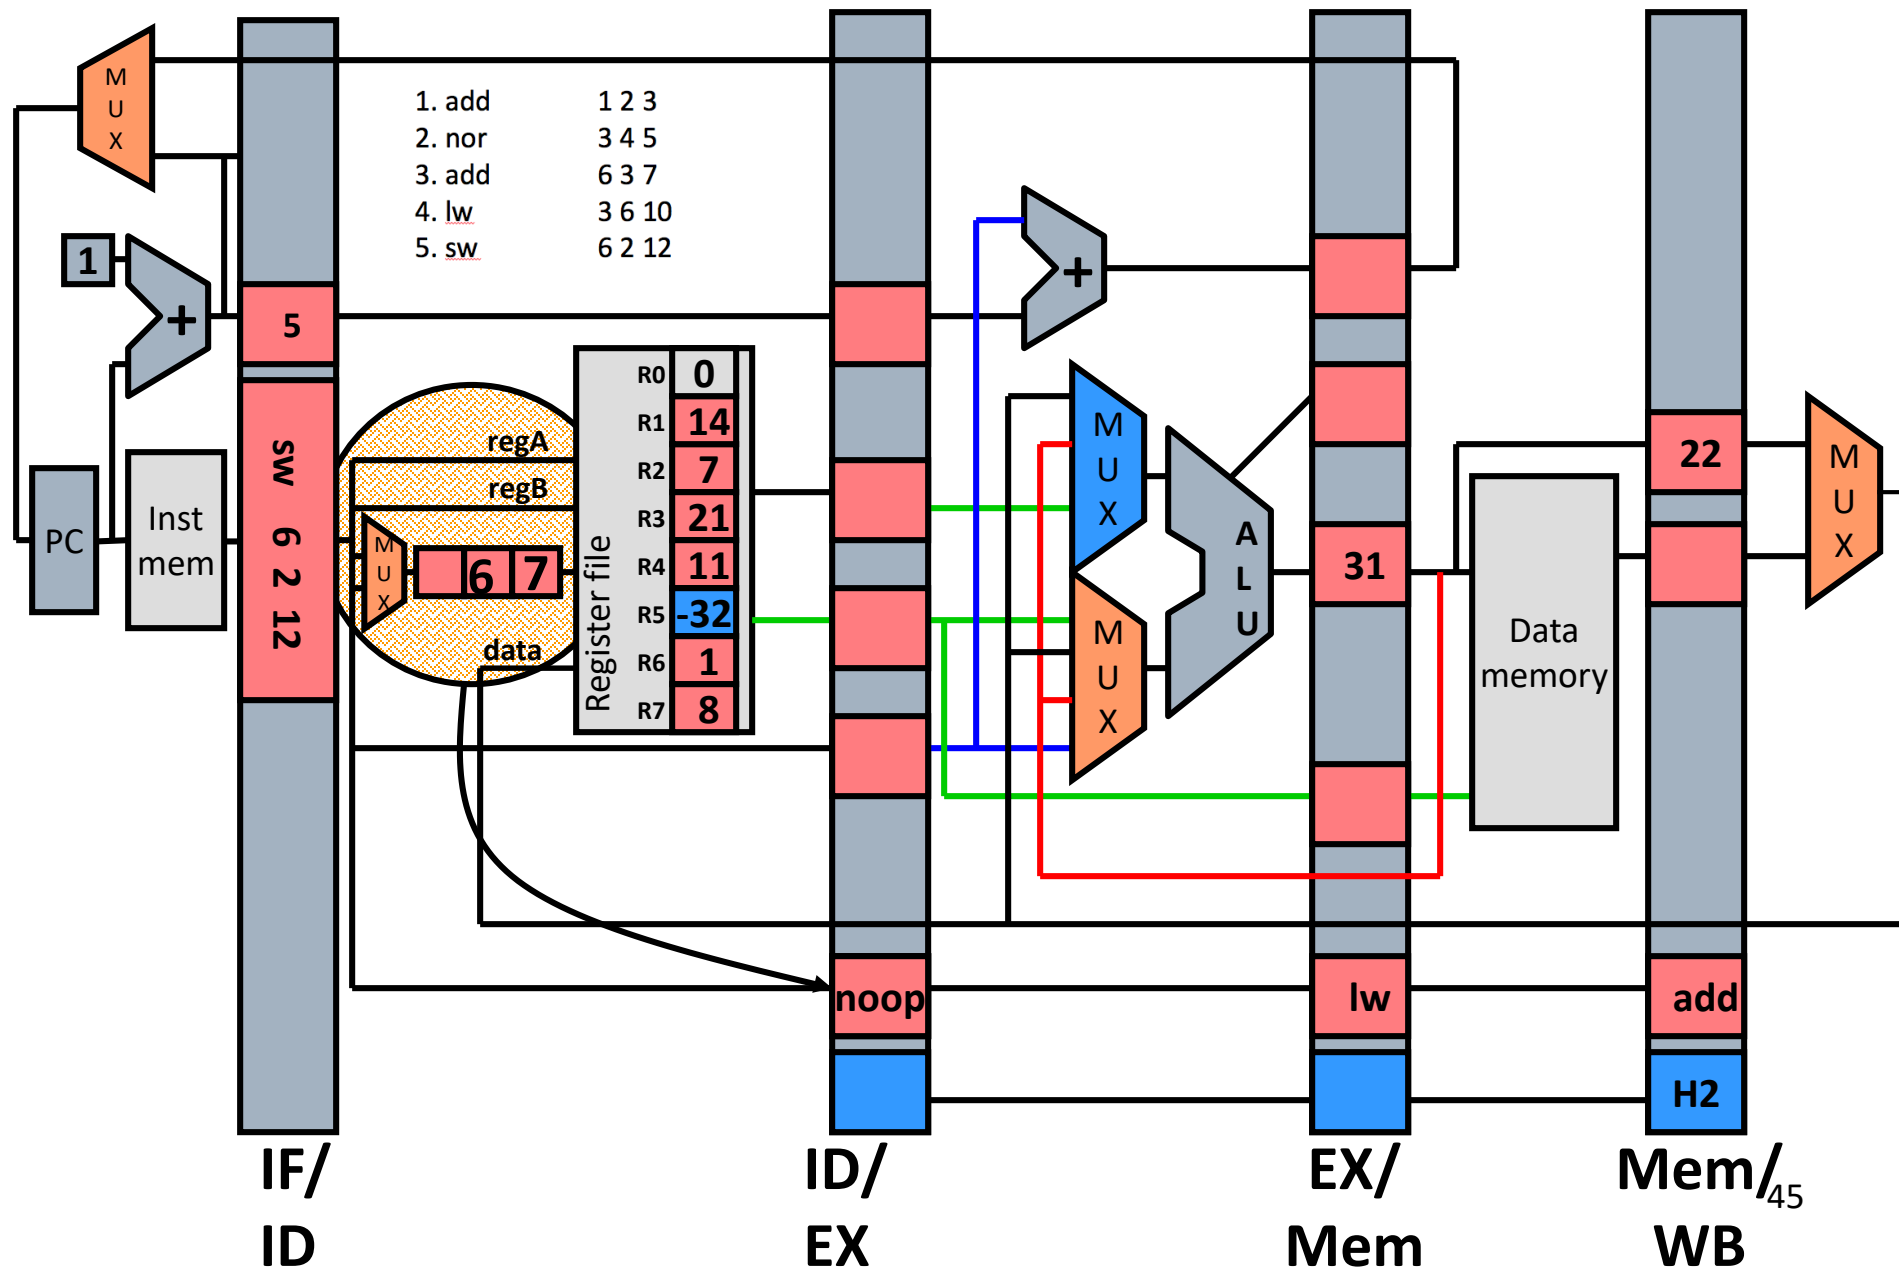 M
U
X
1. add 1 2 3
2. nor 3 4 5
3. add 6 3 7
4. lw 3 6 10
5. sw 6 2 12
1
+
+
5
R0 0
R1 14
R2 7
R3 21
R4 11
R5 -32
R6 1
R7 8
Register file
regA
regB
M
U
X
6 7
data
sw 6 2 12
PC
Inst
mem
M
U
X
M
U
X
A
L
U
31
22
Data
memory
M
U
X
noop
lw
add
H2
IF/
ID
ID/
EX
EX/
Mem
Mem/
WB
45